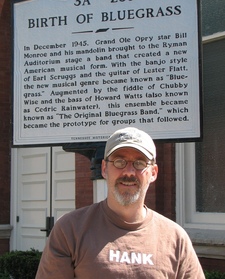 3A
BIRTH OF BLUEGRASS
In December 1945, Grand Ole Opry star Bill
Monroe and his mandolin brought to the Ryman
Auditorium stage a band that created a new
American musical form. With the banjo style
of Earl Scruggs and the guitar of Lester Flatt,
the new musical genre became known as "Blue-
grass." Augmented by the fiddle of Chubby
Wise and the bass of Howard Watts (also known
as Cedric Rainwater), this ensemble became
known as "The Original Bluegrass Band," which
became the prototype for groups that followed.
TENNESSEE HISTORICAL
HANK